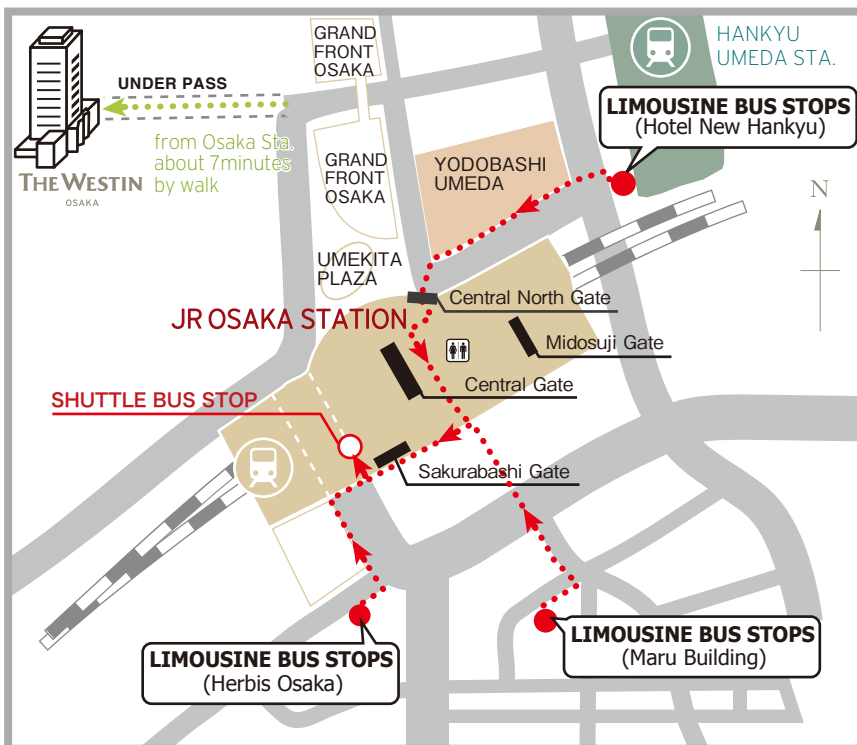 GRAND
FRONT
OSAKA
HANKYU
UMEDA STA.
UNDER PASS
LIMOUSINE BUS STOPS
(Hotel New Hankyu)
from Osaka Sta.
about 7minutes
by walk
THE WESTIN
OSAKA
GRAND
FRONT
OSAKA
YODOBASHI
UMEDA
N
UMEKITA
PLAZA
Central North Gate
JR OSAKA STATION
Midosuji Gate
Central Gate
SHUTTLE BUS STOP
Sakurabashi Gate
LIMOUSINE BUS STOPS
(Herbis Osaka)
LIMOUSINE BUS STOPS
(Maru Building)